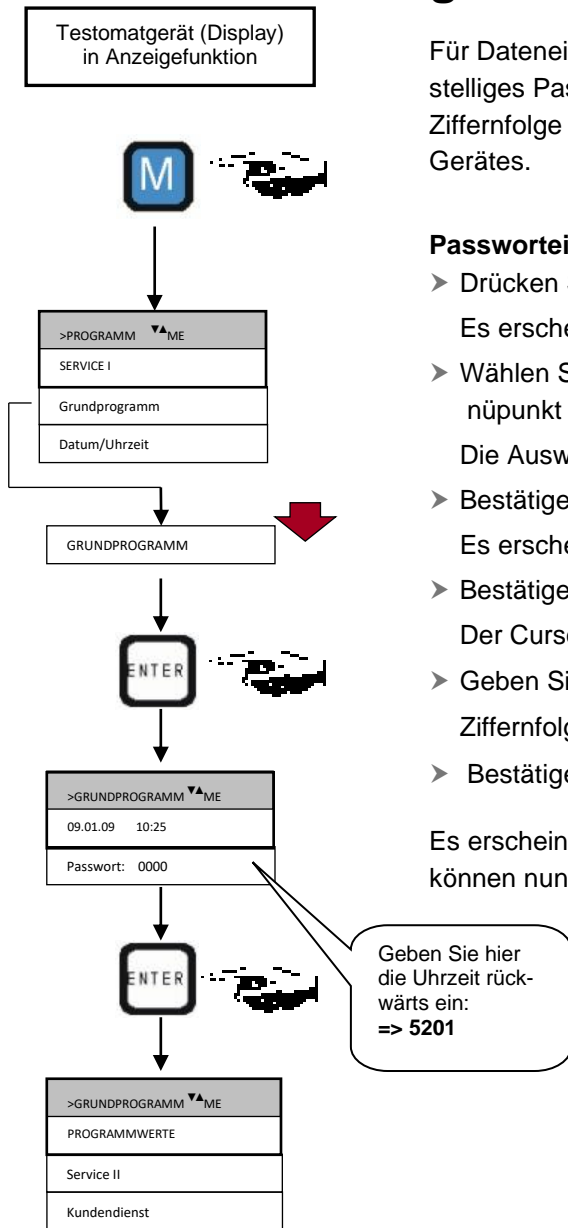 Testomatgerät (Display)
in Anzeigefunktion
M
>PROGRAMM ▼▲ME
SERVICE I
Grundprogramm
Datum/Uhrzeit
GRUNDPROGRAMM
ENTER
>GRUNDPROGRAMM ▼▲ME
09.01.09 10:25
Passwort: 0000
ENTER
>GRUNDPROGRAMM ▼▲ME
PROGRAMMWERTE
Service II
Kundendienst
Geben Sie hier
die Uhrzeit rück-
wärts ein:
=> 5201
Für Datenei
stelliges Pas
Ziffernfolge
Gerätes.
Passwortei
➤ Drücken
Es ersche
➤ Wählen S
nüpunkt
Die Ausw
➤ Bestätige
Es ersche
➤ Bestätige
Der Curs
➤ Geben Si
Ziffernfolg
➤ Bestätige
Es erschein
können nun